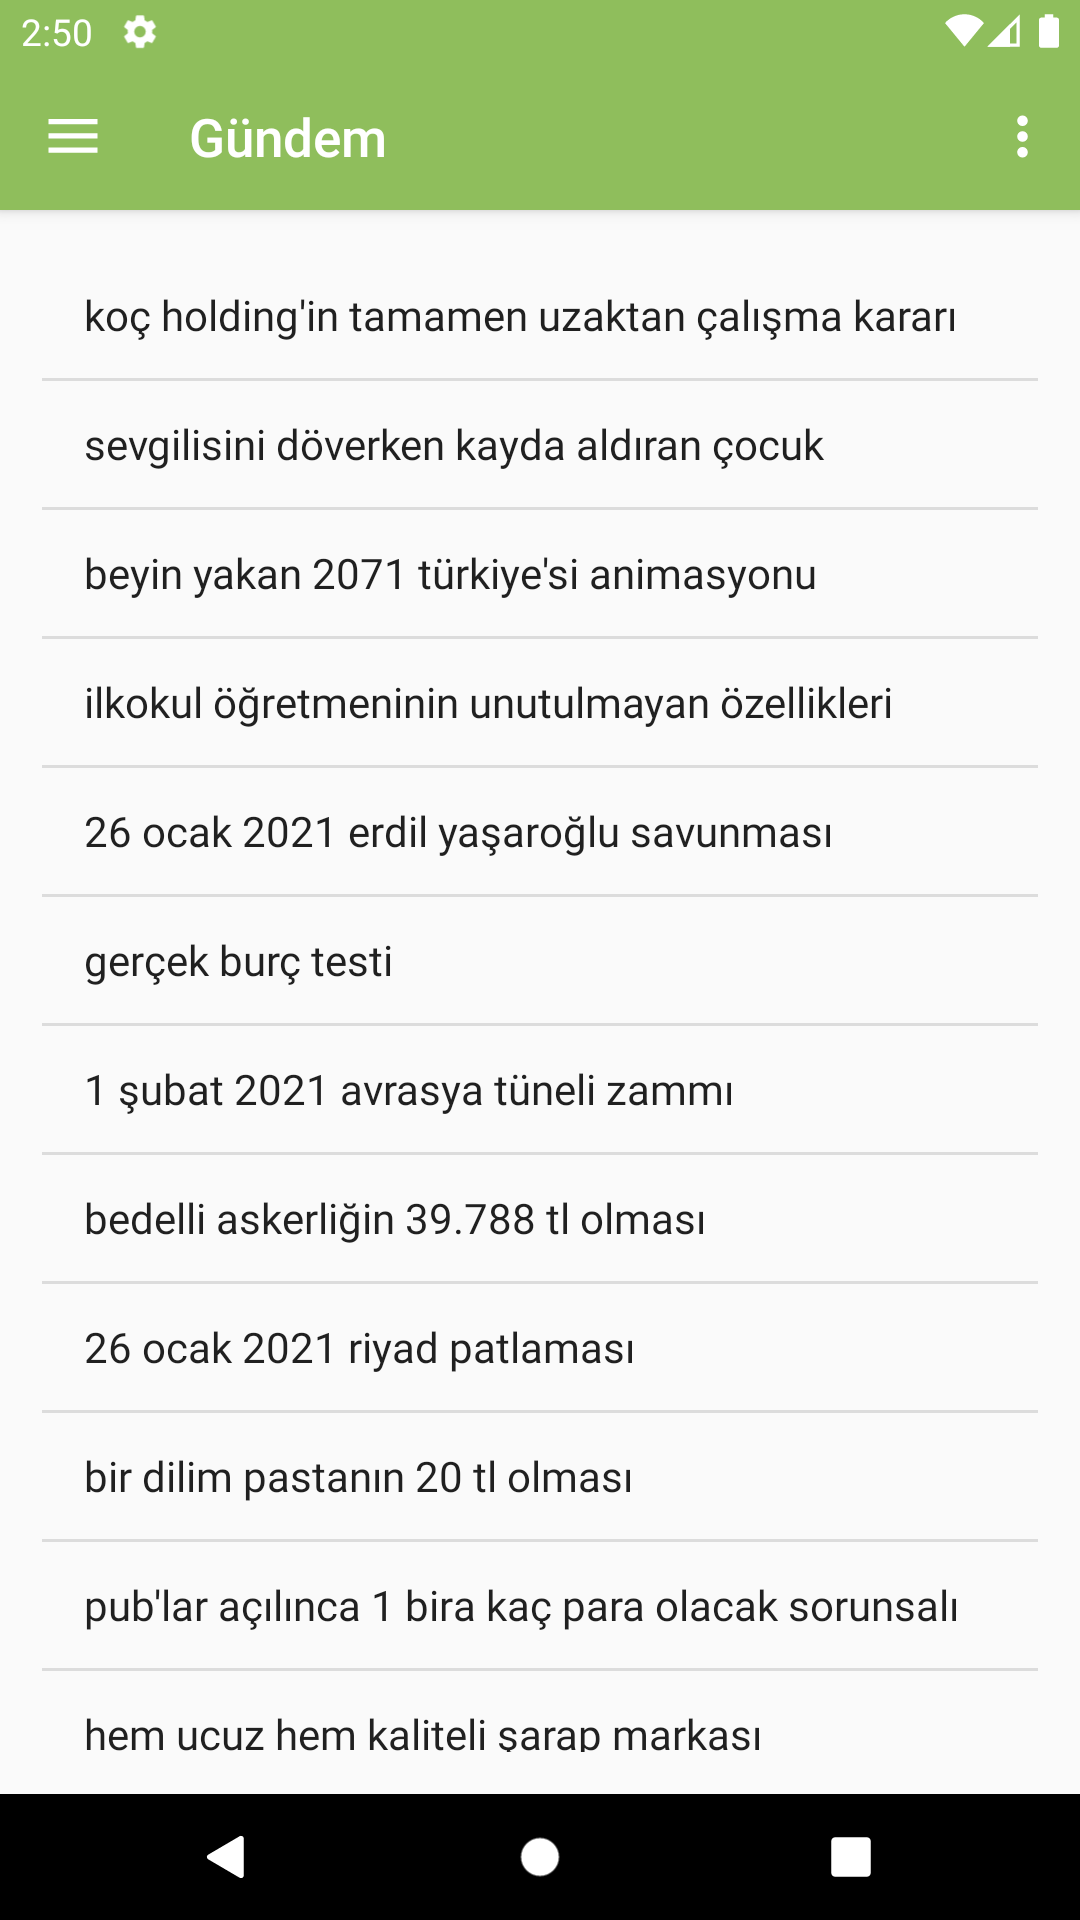 2:50
Gündem
koç holding'in tamamen uzaktan çalışma kararı
sevgilisini döverken kayda aldıran çocuk
beyin yakan 2071 türkiye'si animasyonu
ilkokul öğretmeninin unutulmayan özellikleri
26 ocak 2021 erdil yaşaroğlu savunması
gerçek burç testi
1 şubat 2021 avrasya tüneli zammı
bedelli askerliğin 39.788 tl olması
26 ocak 2021 riyad patlaması
bir dilim pastanın 20 tl olması
pub'lar açılınca 1 bira kaç para olacak sorunsalı
hem ucuz hem kaliteli şarap markası